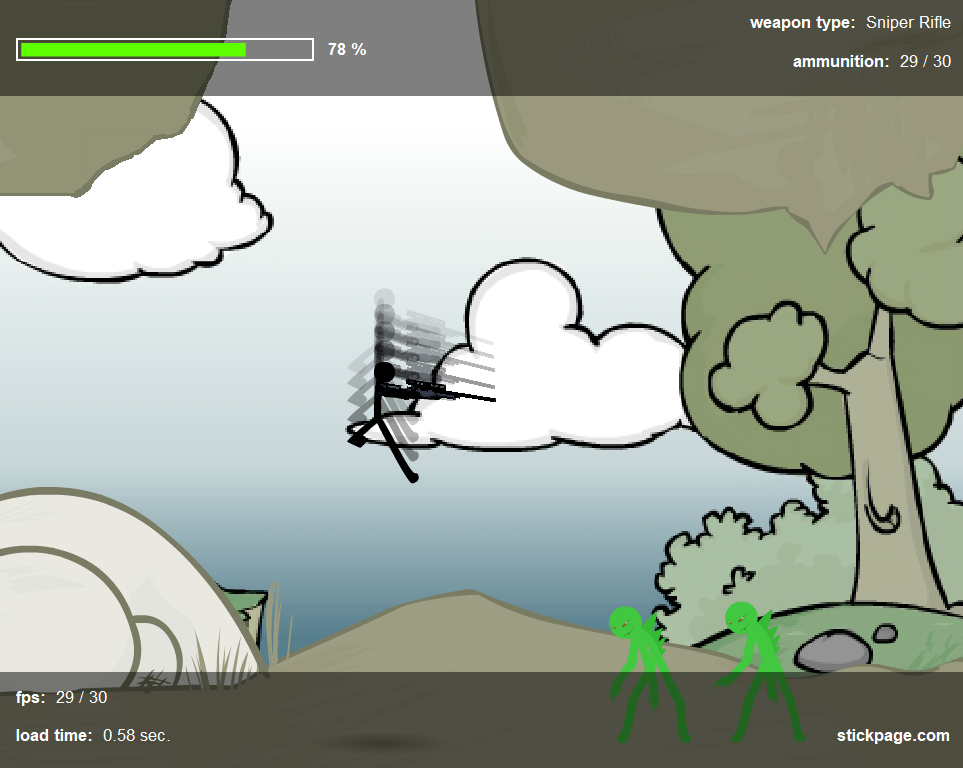 78 %
weapon type: Sniper Rifle
ammunition: 29 / 30
fps: 29 / 30
load time: 0.58 sec.
stickpage.com